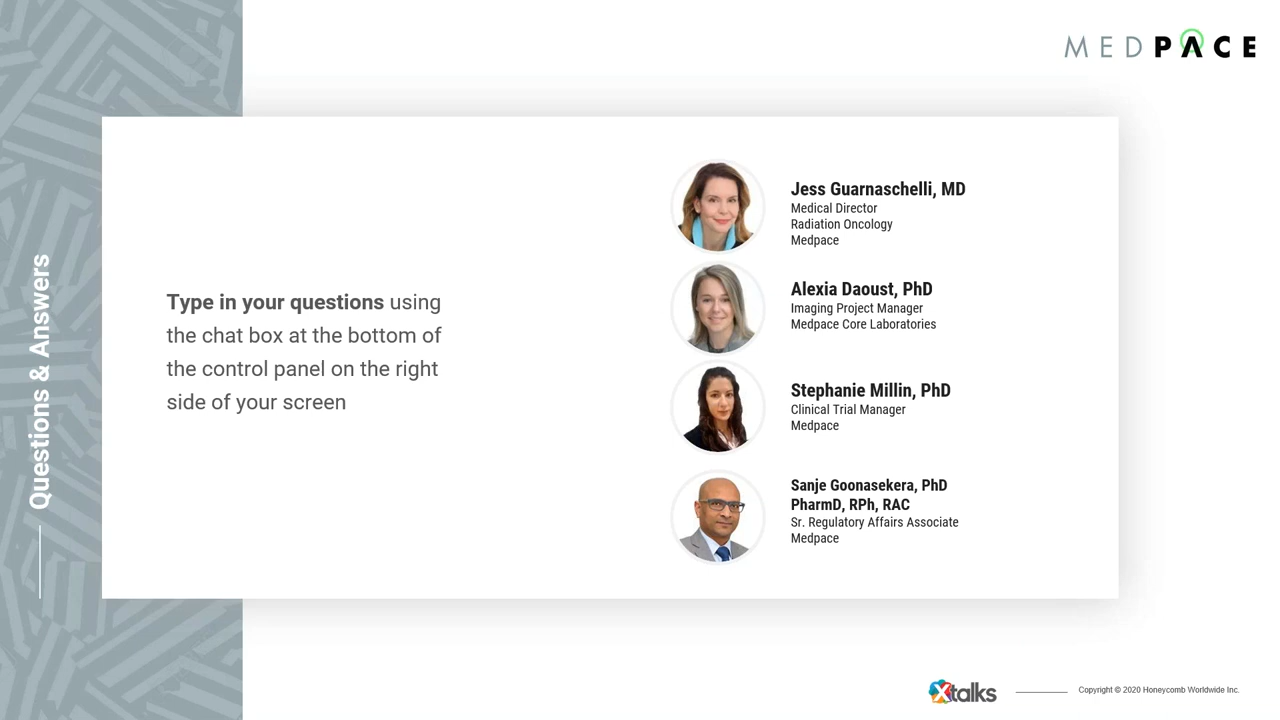 MEDPACE
Questions & Answers
Type in your questions using
the chat box at the bottom of
the control panel on the right
side of your screen
Jess Guarnaschelli, MD
Medical Director
Radiation Oncology
Medpace
Alexia Daoust, PhD
Imaging Project Manager
Medpace Core Laboratories
Stephanie Millin, PhD
Clinical Trial Manager
Medpace
Sanje Goonasekera, PhD
PharmD, RPh, RAC
Sr. Regulatory Affairs Associate
Medpace
Xtalks
Copyright © 2020 Honeycomb Worldwide Inc.